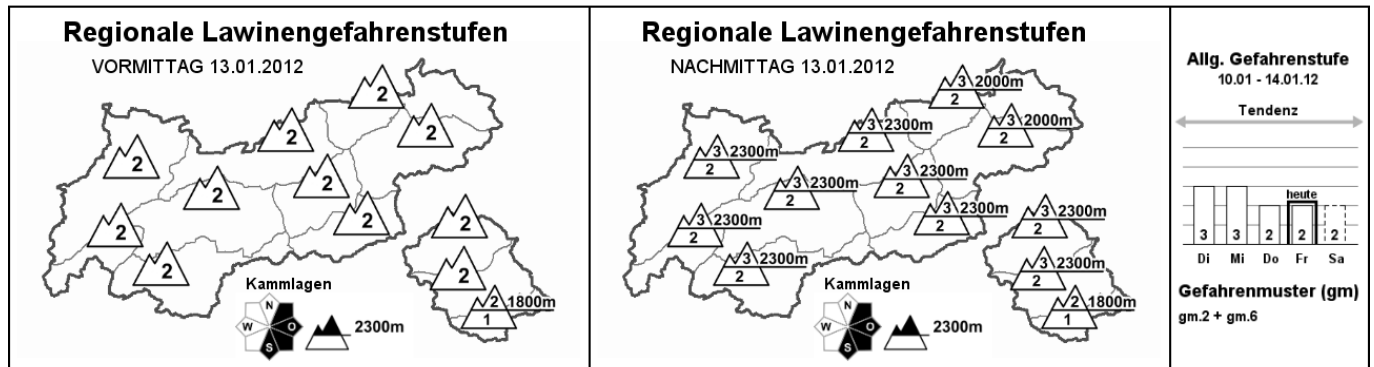 Regionale Lawinengefahrenstufen
VORMITTAG 13.01.2012
2
2
2
2
2
2
2
2
2
2
2
2
2 1800m
1
Kammlagen
N
W O
S
2300m
Regionale Lawinengefahrenstufen
NACHMITTAG 13.01.2012
3 2000m
2
3 2000m
2
3 2300m
2
3 2300m
2
3 2300m
2
3 2300m
2
3 2300m
2
3 2300m
2
3 2300m
2
3 2300m
2
3 2300m
2
2 1800m
1
Kammlagen
N
W O
S
2300m
Allg. Gefahrenstufe
10.01 - 14.01.12
Tendenz
heute
3 3 2 2 2
Di Mi Do Fr Sa
Gefahrenmuster (gm)
gm.2 + gm.6